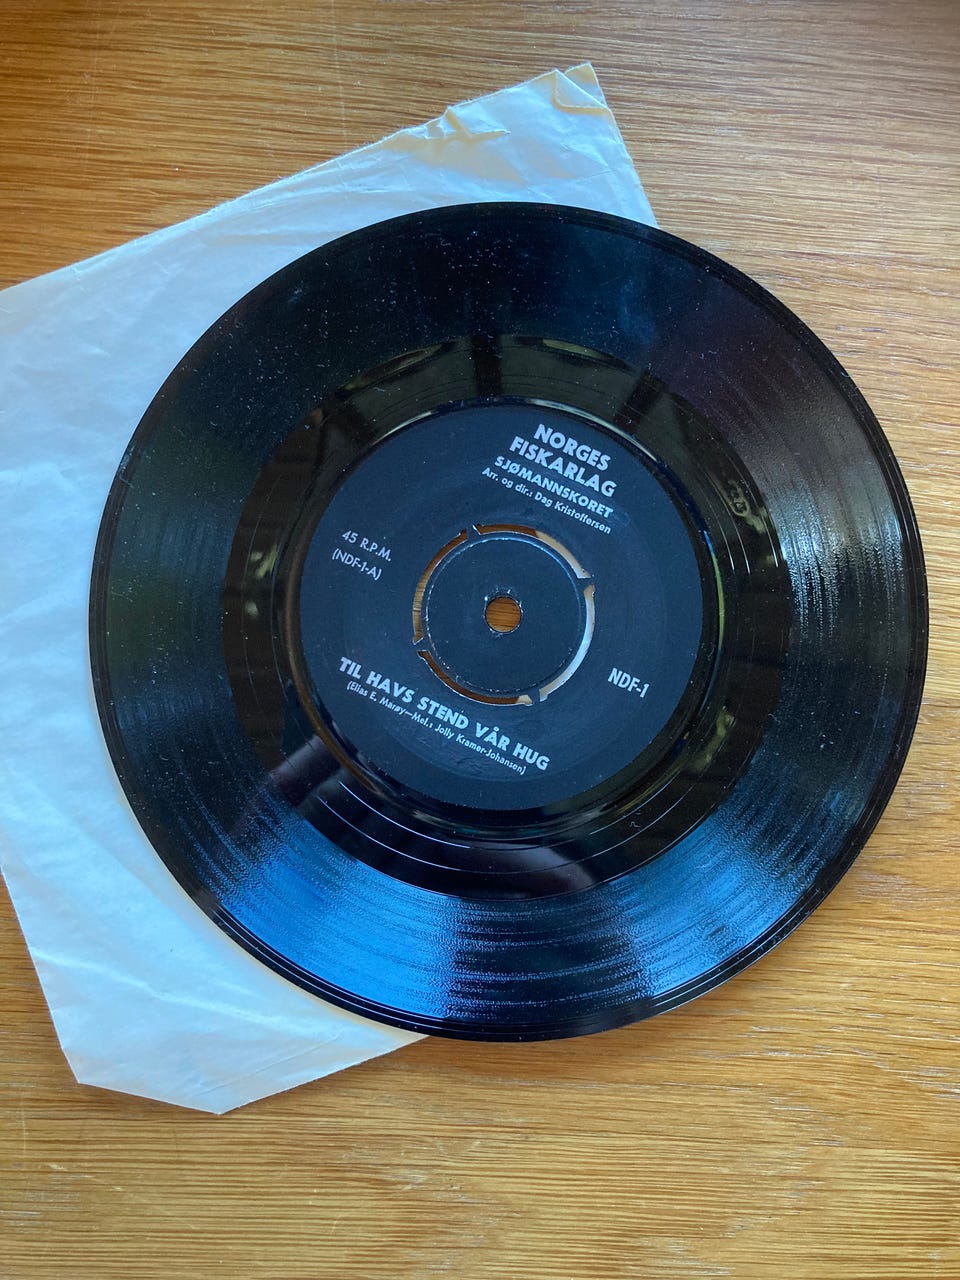 NORGES
FISKARLAG
SJØMANNSKORET
Arr. og dir.: Dag Kristoffersen
45 R.P.M.
(NDF-1-A)
NDF-1
TIL HAVS STEND VÅR HUG
(Elias E. Marøy—Mel.: Jolly Kramer-Johansen)